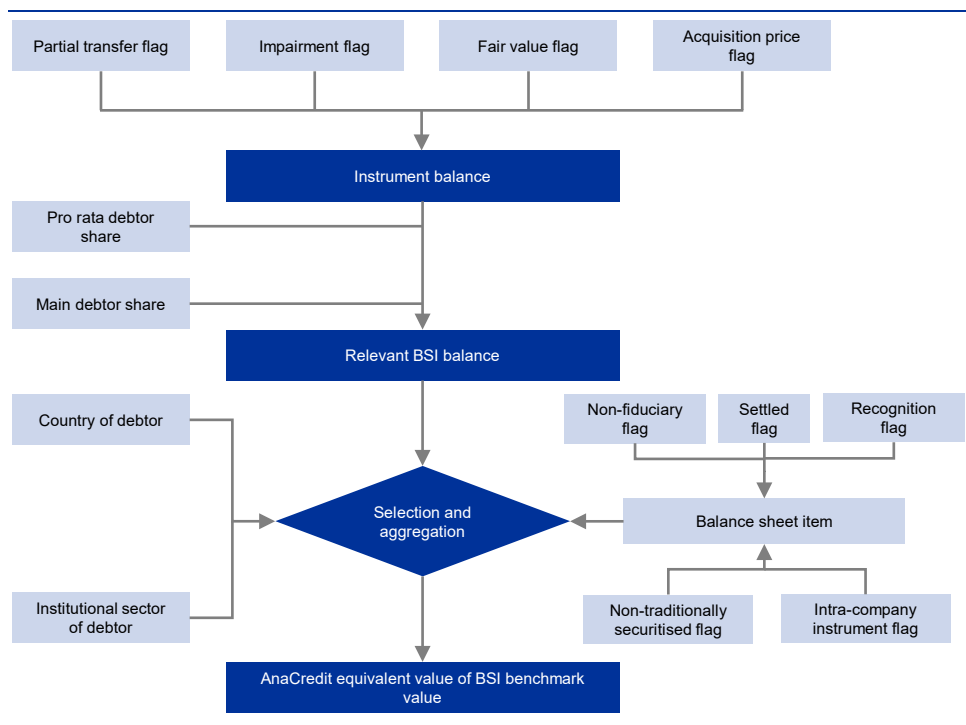 Partial transfer flag
Impairment flag
Fair value flag
Acquisition price
flag
Instrument balance
Pro rata debtor
share
Main debtor share
Relevant BSI balance
Country of debtor
Non-fiduciary
flag
Settled
flag
Recognition
flag
Selection and
aggregation
Balance sheet item
Institutional sector
of debtor
Non-traditionally
securitised flag
Intra-company
instrument flag
AnaCredit equivalent value of BSI benchmark
value